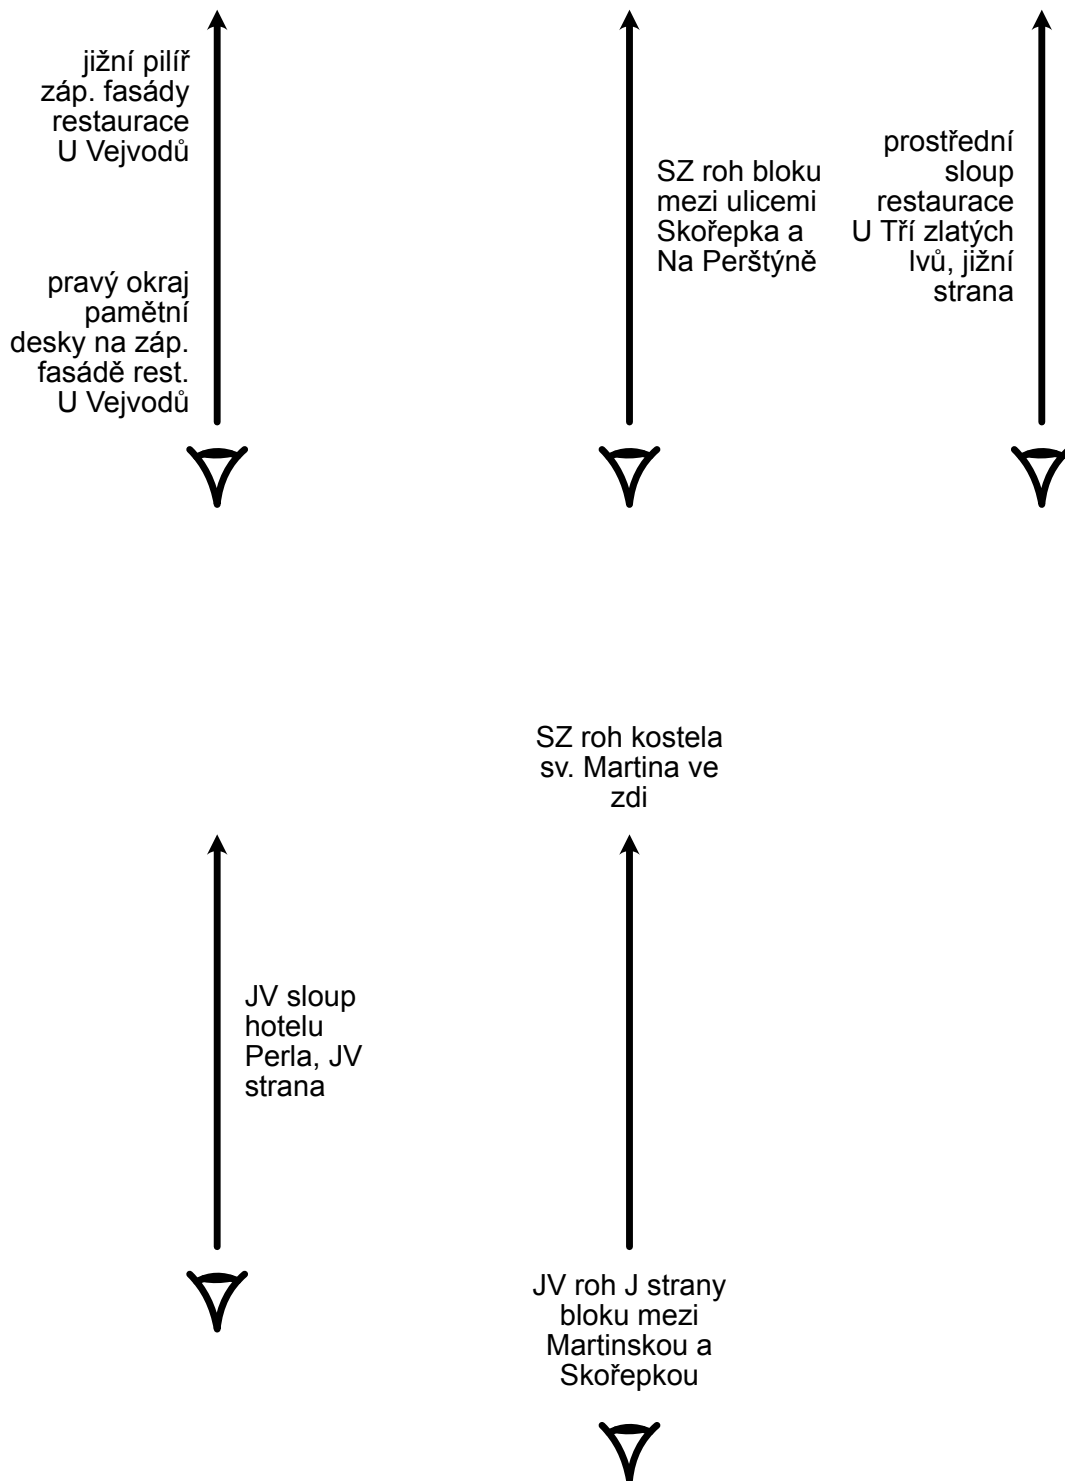 jižní pilíř
záp. fasády
restaurace
U Vejvodů
pravý okraj
pamětní
desky na záp.
fasádě rest.
U Vejvodů
SZ roh bloku
mezi ulicemi
Skořepka a
Na Perštýně
prostřední
sloup
restaurace
U Tří zlatých
lvů, jižní
strana
SZ roh kostela
sv. Martina ve
zdi
JV sloup
hotelu
Perla, JV
strana
JV roh J strany
bloku mezi
Martinskou a
Skořepkou